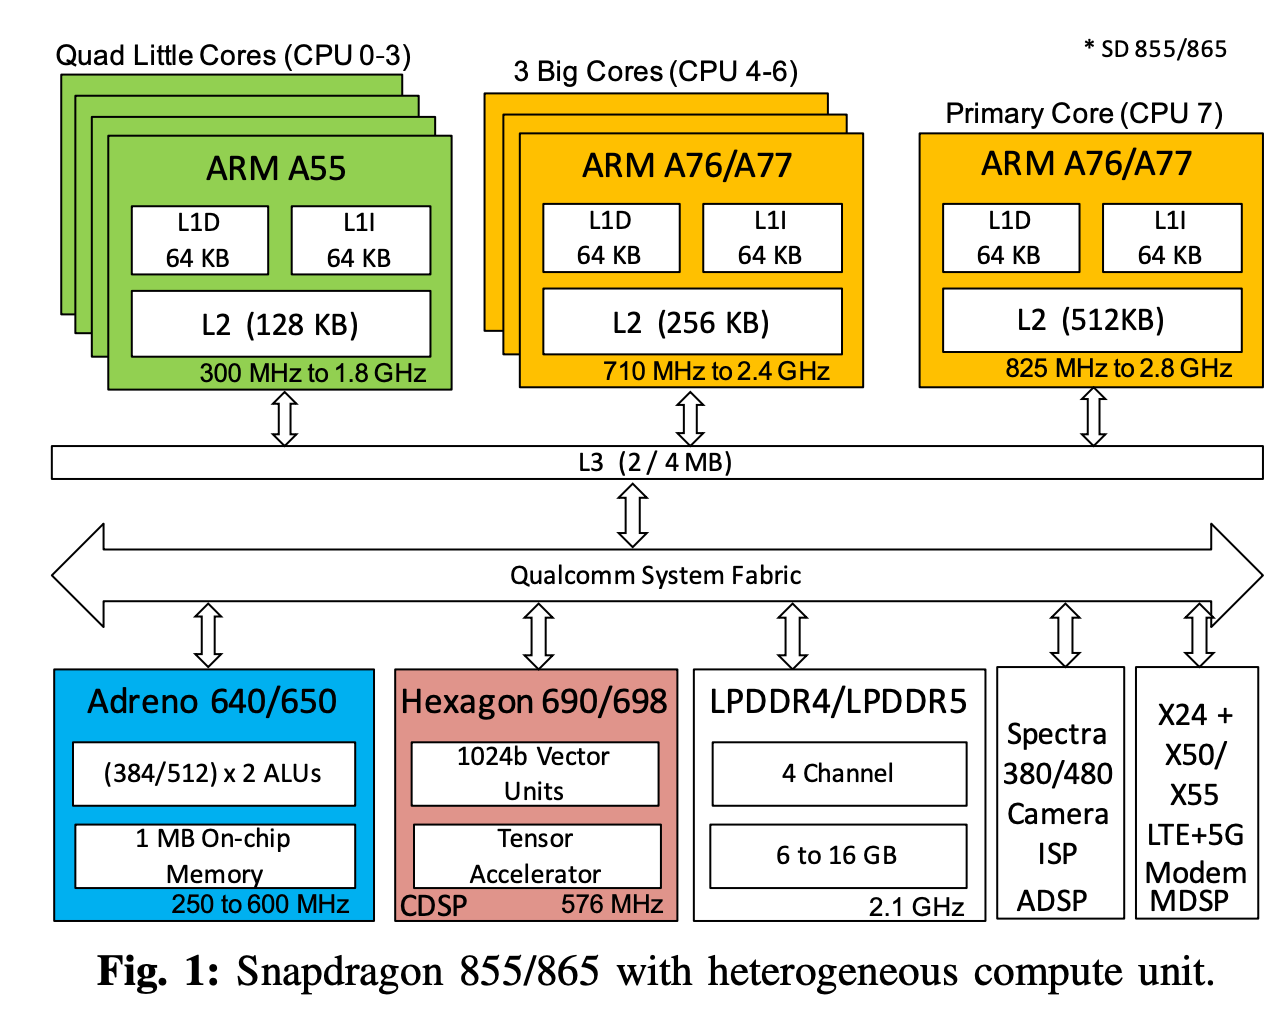 Quad Little Cores (CPU 0-3)
3 Big Cores (CPU 4-6)
* SD 855/865
Primary Core (CPU 7)
ARM A55
L1D
64 KB
L1I
64 KB
L2 (128 KB)
300 MHz to 1.8 GHz
ARM A76/A77
L1D
64 KB
L1I
64 KB
L2 (256 KB)
710 MHz to 2.4 GHz
ARM A76/A77
L1D
64 KB
L1I
64 KB
L2 (512KB)
825 MHz to 2.8 GHz
L3 (2 / 4 MB)
Qualcomm System Fabric
Adreno 640/650
(384/512) x 2 ALUs
1 MB On-chip
Memory
250 to 600 MHz
Hexagon 690/698
1024b Vector
Units
Tensor
Accelerator
CDSP 576 MHz
LPDDR4/LPDDR5
4 Channel
6 to 16 GB
2.1 GHz
Spectra
380/480
Camera
ISP
ADSP
X24 +
X50/
X55
LTE+5G
Modem
MDSP
Fig. 1: Snapdragon 855/865 with heterogeneous compute unit.